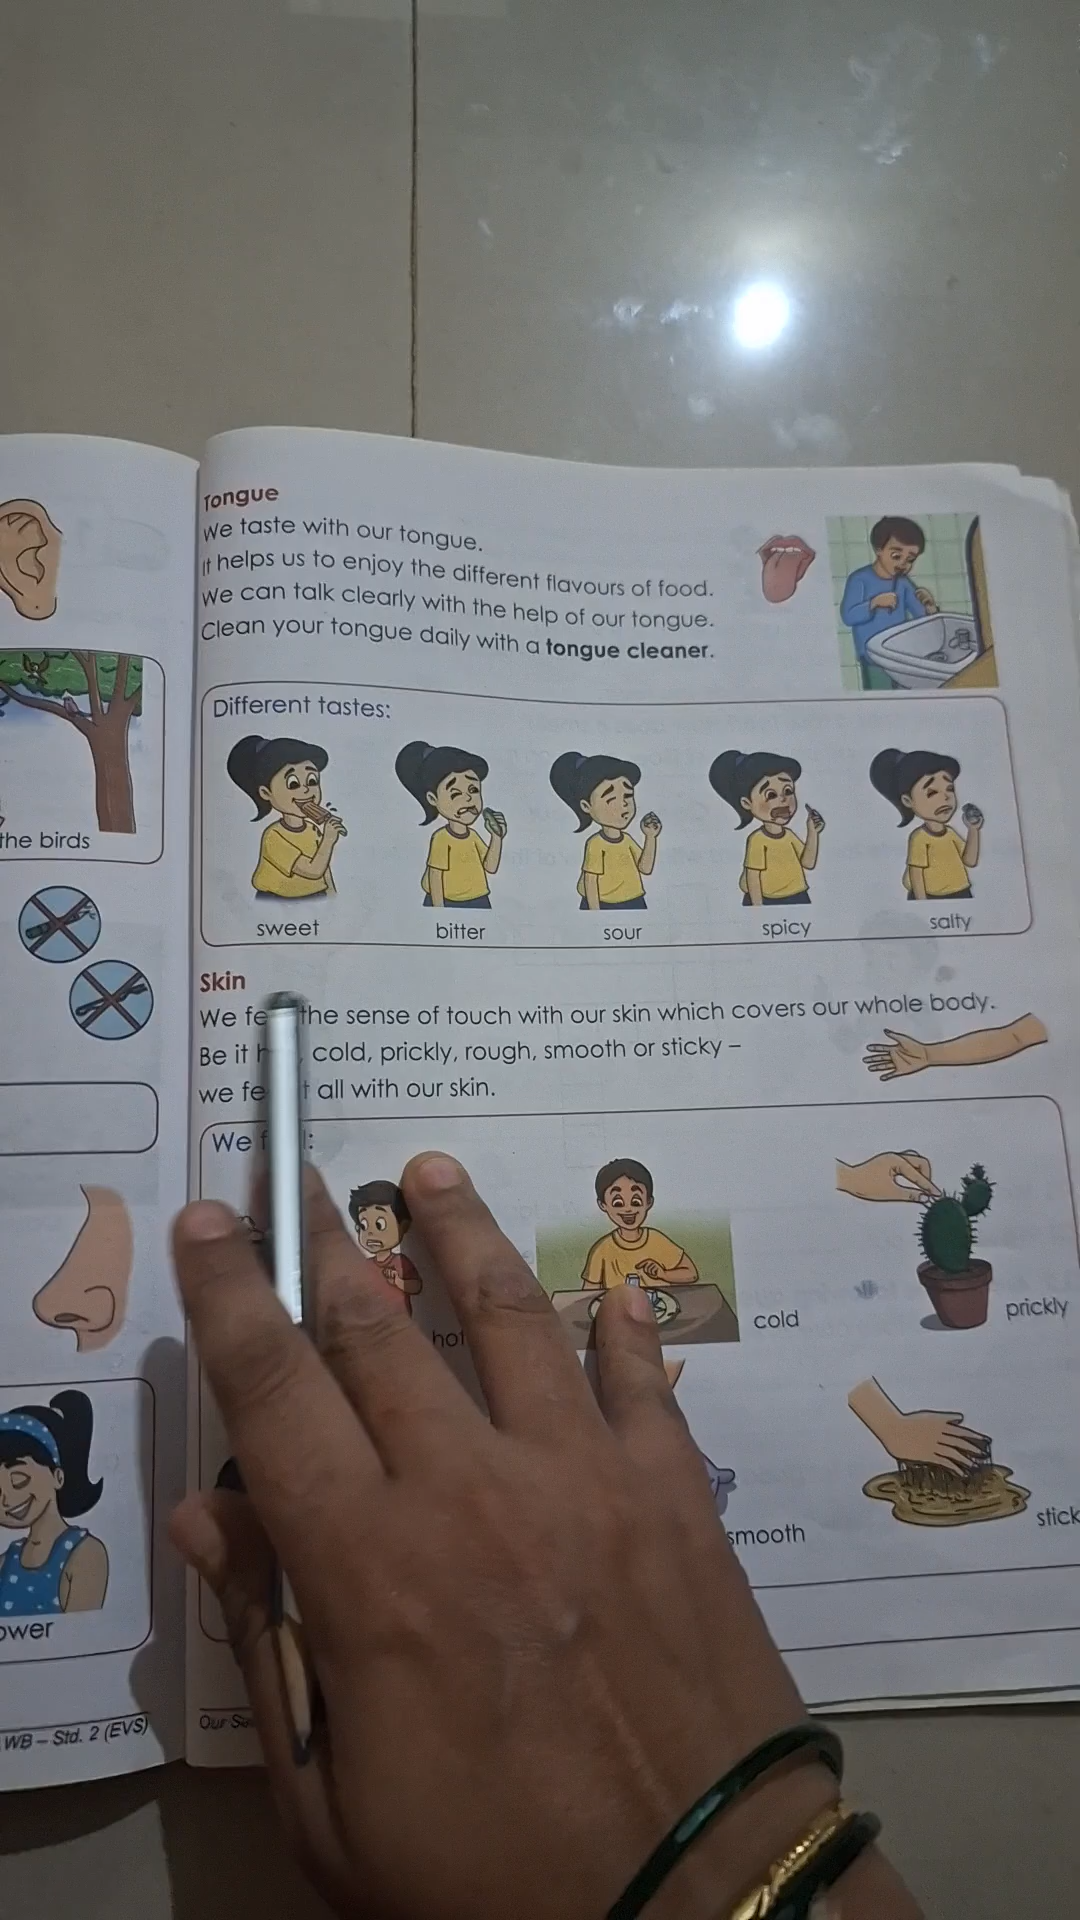 the birds
ower
WB – Std. 2 (EVS)
Tongue
We taste with our tongue.
It helps us to enjoy the different flavours of food.
We can talk clearly with the help of our tongue.
Clean your tongue daily with a tongue cleaner.
Different tastes:
sweet bitter sour spicy salty
Skin
We the sense of touch with our skin which covers our whole body.
Be it cold, prickly, rough, smooth or sticky –
we all with our skin.
We
hot cold prickly
smooth stick
Our